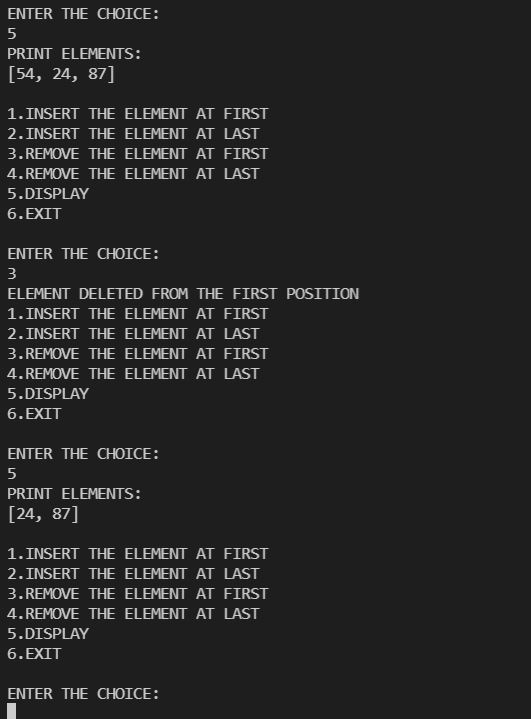 ENTER THE CHOICE:
5
PRINT ELEMENTS:
[54, 24, 87]
1.INSERT THE ELEMENT AT FIRST
2.INSERT THE ELEMENT AT LAST
3.REMOVE THE ELEMENT AT FIRST
4.REMOVE THE ELEMENT AT LAST
5.DISPLAY
6.EXIT
ENTER THE CHOICE:
3
ELEMENT DELETED FROM THE FIRST POSITION
1.INSERT THE ELEMENT AT FIRST
2.INSERT THE ELEMENT AT LAST
3.REMOVE THE ELEMENT AT FIRST
4.REMOVE THE ELEMENT AT LAST
5.DISPLAY
6.EXIT
ENTER THE CHOICE:
5
PRINT ELEMENTS:
[24, 87]
1.INSERT THE ELEMENT AT FIRST
2.INSERT THE ELEMENT AT LAST
3.REMOVE THE ELEMENT AT FIRST
4.REMOVE THE ELEMENT AT LAST
5.DISPLAY
6.EXIT
ENTER THE CHOICE: